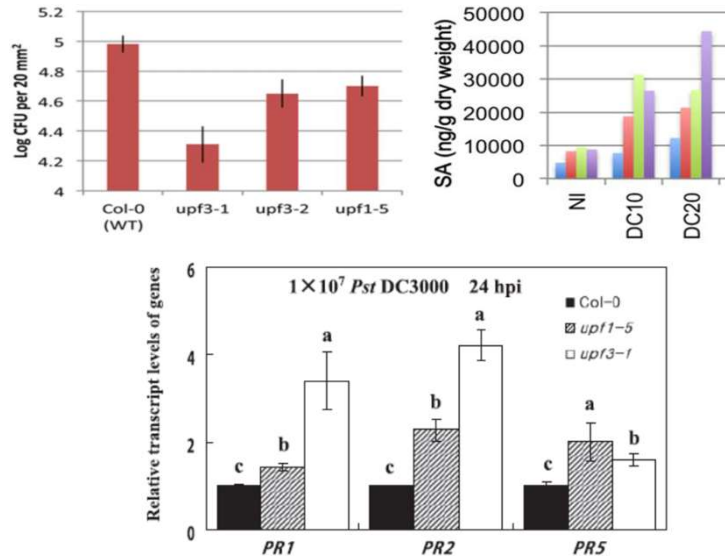 5.2
5
4.8
4.6
4.4
4.2
4
Log CFU per 20 mm²
Col-0
(WT)
upf3-1
upf3-2
upf1-5
50000
40000
30000
20000
10000
0
SA (ng/g dry weight)
NI
DC10
DC20
6
4
2
0
Relative transcript levels of genes
1×10⁷ Pst DC3000 24 hpi
Col-0
upf1-5
upf3-1
c b a
c b a
c a b
PR1 PR2 PR5